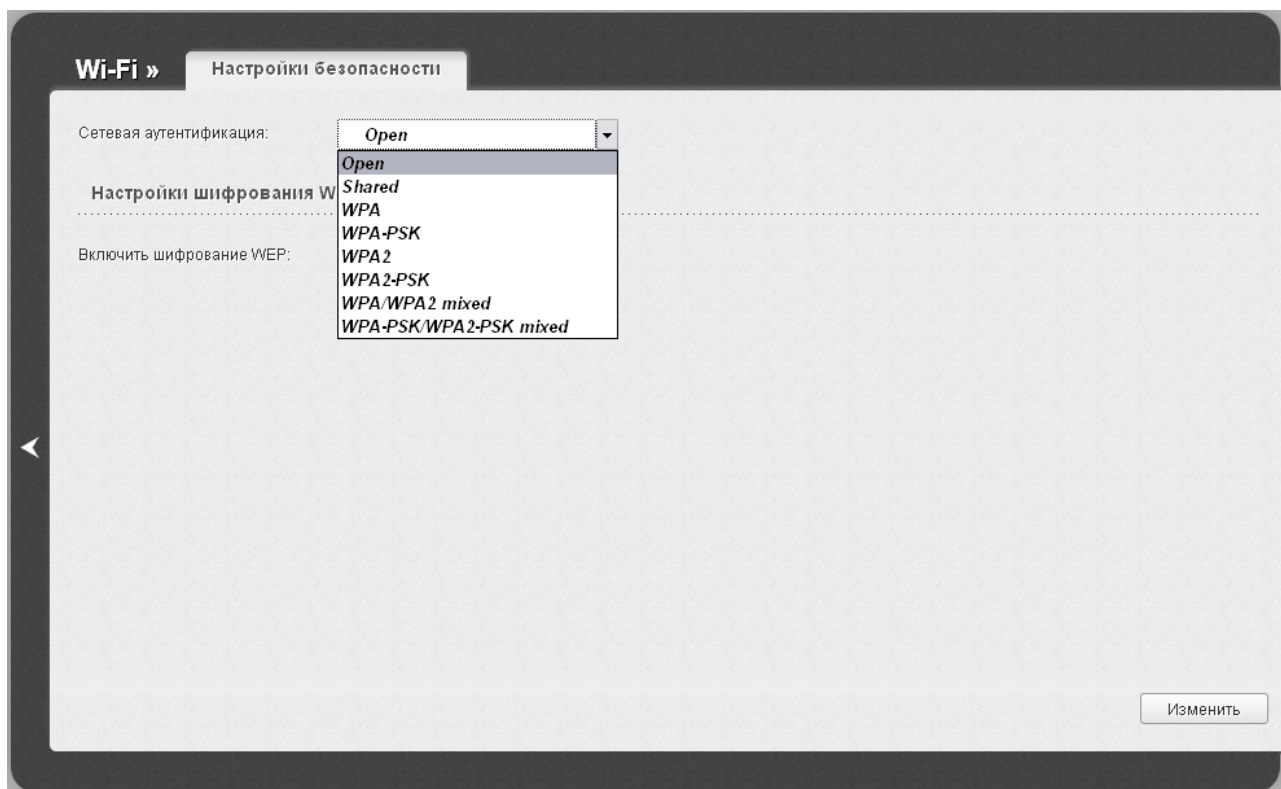 Wi-Fi » Настройки безопасности
Сетевая аутентификация: Open
Open
Shared
WPA
WPA-PSK
WPA2
WPA2-PSK
WPA/WPA2 mixed
WPA-PSK/WPA2-PSK mixed
Настройки шифрования W
Включить шифрование WEP:
Изменить